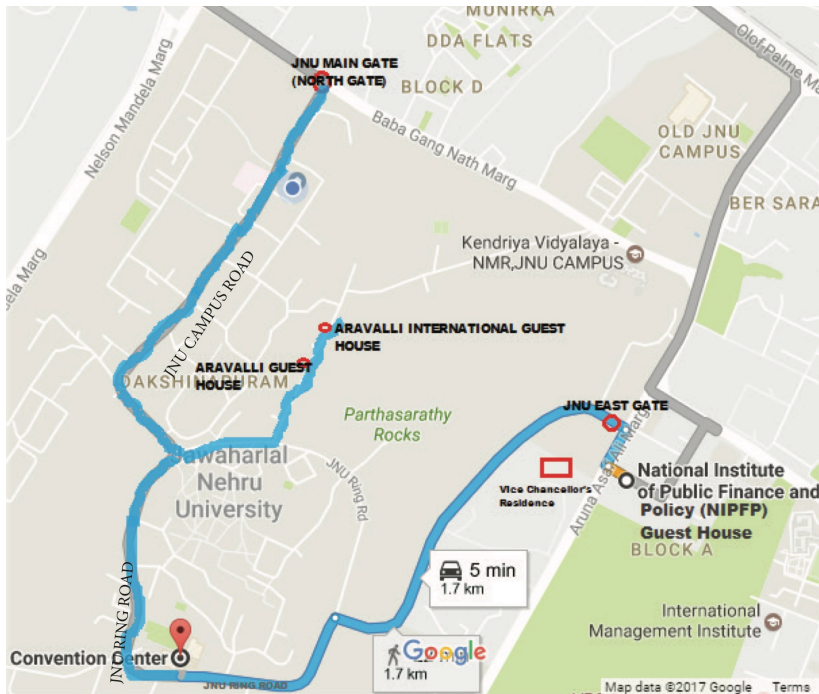 MUNIRKA
DDA FLATS
JNU MAIN GATE
(NORTH GATE)
BLOCK D
Olof Palme Ma
Nelson Mandela Marg
Baba Gang Nath Marg
OLD JNU
CAMPUS
BER SARA
Kendriya Vidyalaya -
NMR,JNU CAMPUS
dela Marg
JNU CAMPUS ROAD
ARAVALLI INTERNATIONAL GUEST
HOUSE
ARAVALLI GUEST
HOUSE
DAKSHINAPURAM
Parthasarathy
Rocks
JNU EAST GATE
Jawaharlal
Nehru
University
JNU Ring Rd
Vice Chancellor's
Residence
Aruna Asaf Ali Marg
National Institute
of Public Finance and
Policy (NIPFP)
Guest House
BLOCK A
5 min
1.7 km
JNU RING ROAD
International
Management Institute
Convention Center
Google
1.7 km
JNU RING ROAD
Map data ©2017 Google
Terms